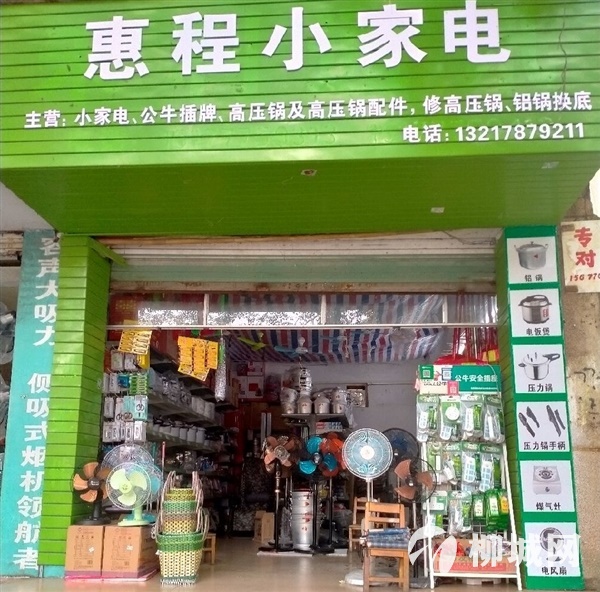 惠程小家电
主营：小家电、公牛插牌、高压锅及高压锅配件，修高压锅、铝锅换底
电话：13217879211
容声大吸力 侧吸式烟机领航者
专对
铝锅
电饭煲
压力锅
压力锅手柄
煤气灶
电风扇
公牛安全插座
柳城网